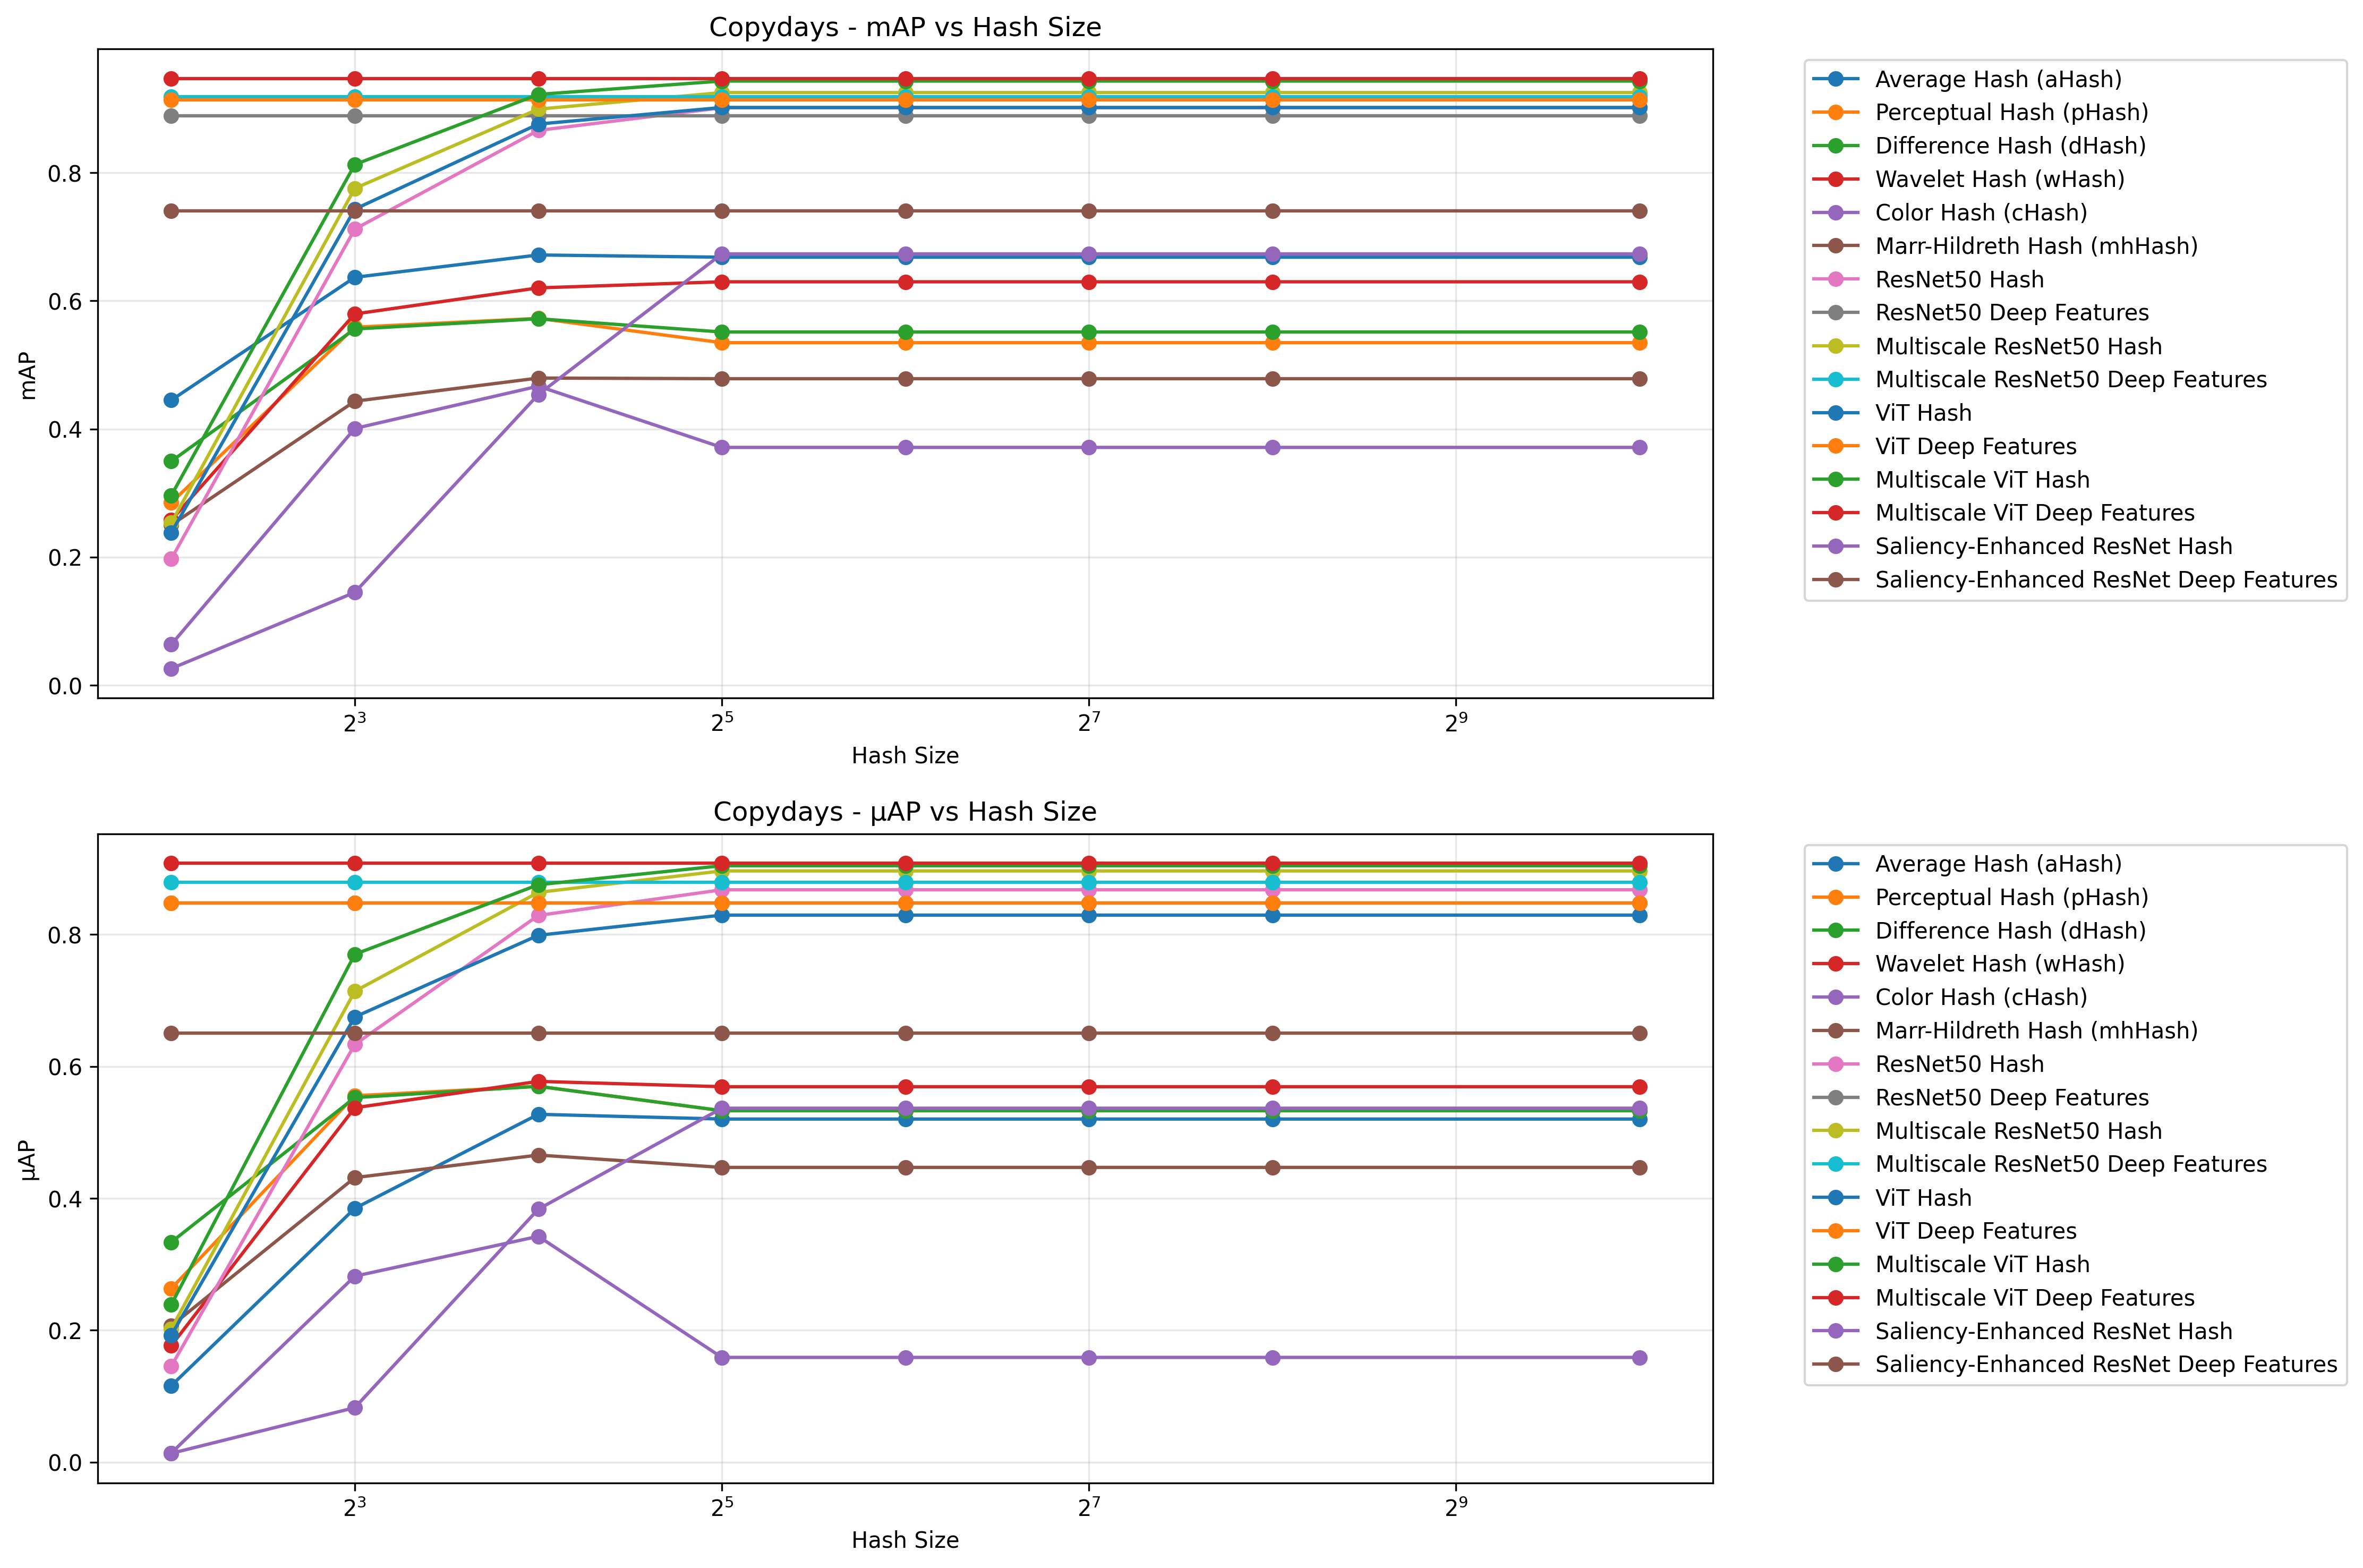 Copydays - mAP vs Hash Size
mAP
0.8
0.6
0.4
0.2
0.0
2³
2⁵
2⁷
2⁹
Hash Size
Average Hash (aHash)
Perceptual Hash (pHash)
Difference Hash (dHash)
Wavelet Hash (wHash)
Color Hash (cHash)
Marr-Hildreth Hash (mhHash)
ResNet50 Hash
ResNet50 Deep Features
Multiscale ResNet50 Hash
Multiscale ResNet50 Deep Features
ViT Hash
ViT Deep Features
Multiscale ViT Hash
Multiscale ViT Deep Features
Saliency-Enhanced ResNet Hash
Saliency-Enhanced ResNet Deep Features
Copydays - µAP vs Hash Size
µAP
0.8
0.6
0.4
0.2
0.0
2³
2⁵
2⁷
2⁹
Hash Size
Average Hash (aHash)
Perceptual Hash (pHash)
Difference Hash (dHash)
Wavelet Hash (wHash)
Color Hash (cHash)
Marr-Hildreth Hash (mhHash)
ResNet50 Hash
ResNet50 Deep Features
Multiscale ResNet50 Hash
Multiscale ResNet50 Deep Features
ViT Hash
ViT Deep Features
Multiscale ViT Hash
Multiscale ViT Deep Features
Saliency-Enhanced ResNet Hash
Saliency-Enhanced ResNet Deep Features